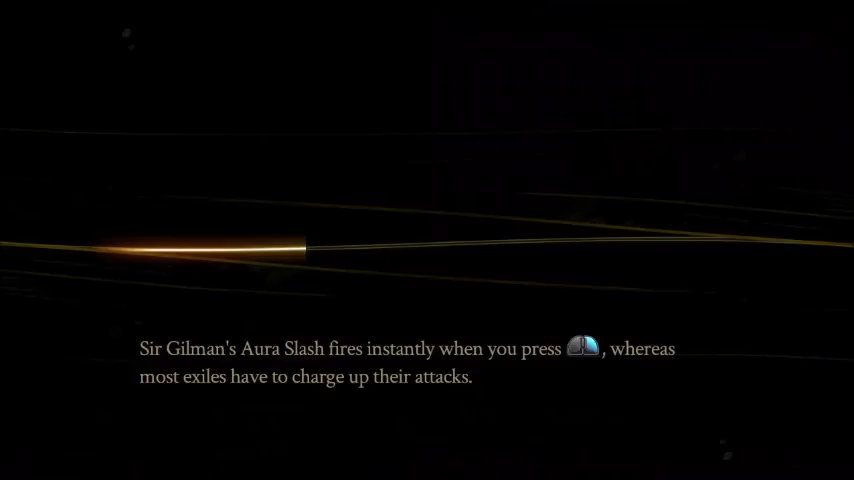 Sir Gilman's Aura Slash fires instantly when you press , whereas
most exiles have to charge up their attacks.